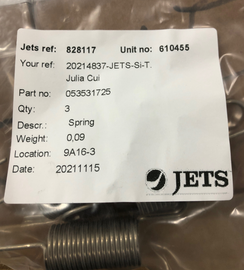 Jets ref: 828117 Unit no: 610455
Your ref: 20214837-JETS-Si-T.
Julia Cui
Part no: 053531725
Qty: 3
Descr.: Spring
Weight: 0,09
Location: 9A16-3
Date: 20211115
JETS